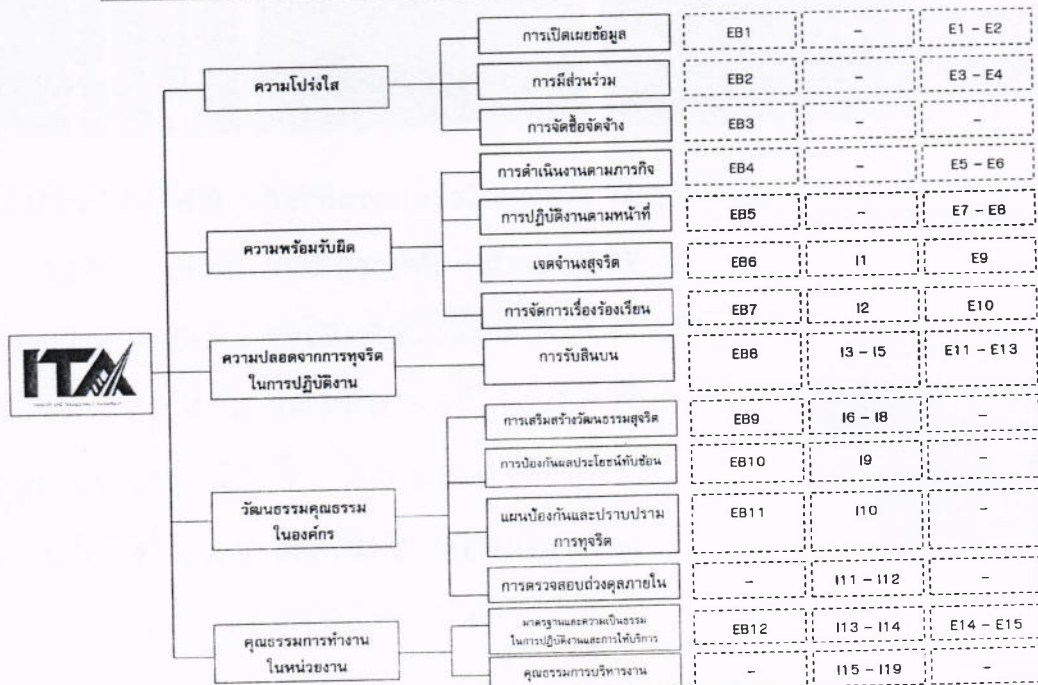 การเปิดเผยข้อมูล EB1 - E1 - E2
ความโปร่งใส
การมีส่วนร่วม EB2 - E3 - E4
การจัดซื้อจัดจ้าง EB3 - -
การดำเนินงานตามภารกิจ EB4 - E5 - E6
การปฏิบัติงานตามหน้าที่ EB5 - E7 - E8
ความพร้อมรับผิด
เจตจำนงสุจริต EB6 I1 E9
การจัดการเรื่องร้องเรียน EB7 I2 E10
ITA
ความปลอดจากการทุจริต
ในการปฏิบัติงาน
การรับสินบน EB8 I3 - I5 E11 - E13
การเสริมสร้างวัฒนธรรมสุจริต EB9 I6 - I8 -
การป้องกันผลประโยชน์ทับซ้อน EB10 I9 -
วัฒนธรรมคุณธรรม
ในองค์กร
แผนป้องกันและปราบปราม
การทุจริต
EB11 I10 -
การตรวจสอบถ่วงดุลภายใน - I11 - I12 -
คุณธรรมการทำงาน
ในหน่วยงาน
มาตรฐานและความเป็นธรรม
ในการปฏิบัติงานและการให้บริการ
EB12 I13 - I14 E14 - E15
คุณธรรมการบริหารงาน - I15 - I19 -